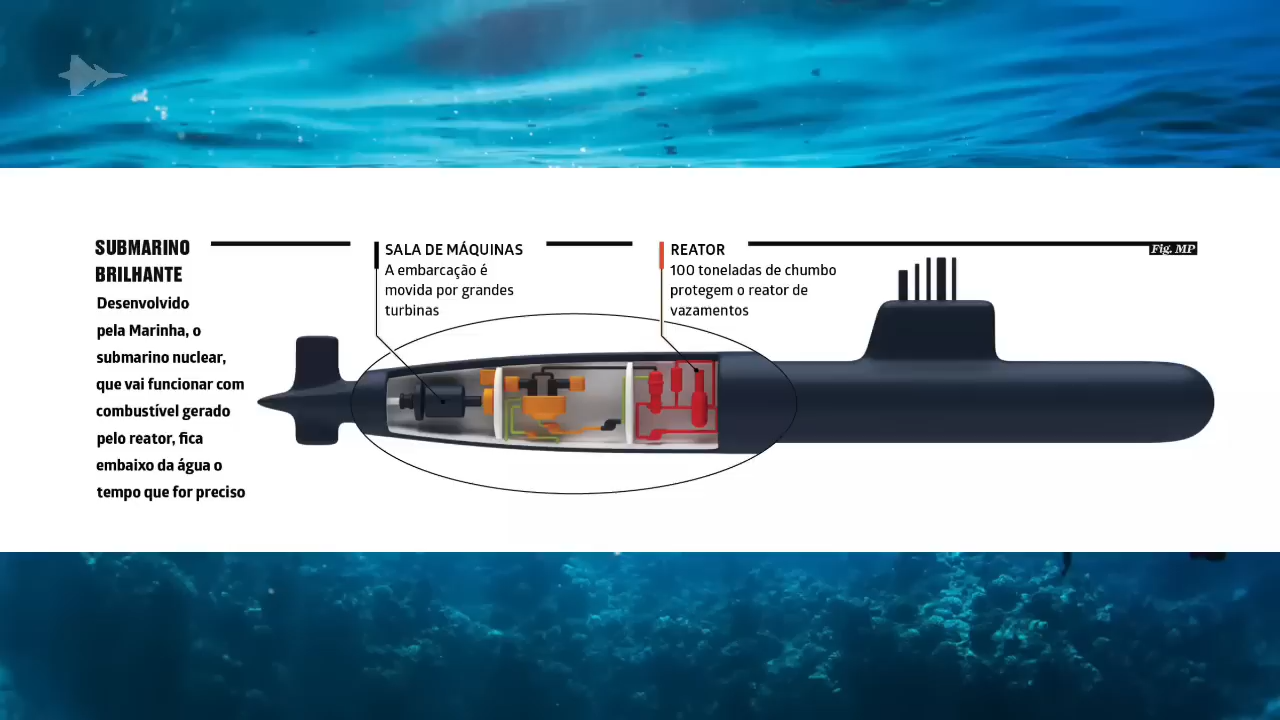 SUBMARINO
BRILHANTE
Desenvolvido
pela Marinha, o
submarino nuclear,
que vai funcionar com
combustível gerado
pelo reator, fica
embaixo da água o
tempo que for preciso
SALA DE MÁQUINAS
A embarcação é
movida por grandes
turbinas
REATOR
100 toneladas de chumbo
protegem o reator de
vazamentos
Fig. MP